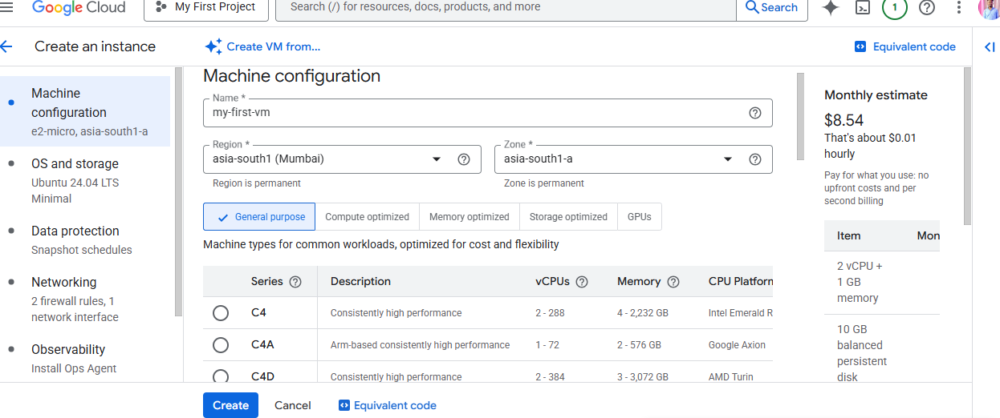 Google Cloud
My First Project
Search (/) for resources, docs, products, and more
Search
1
Create an instance
Create VM from...
Equivalent code
Machine
configuration
e2-micro, asia-south1-a
OS and storage
Ubuntu 24.04 LTS
Minimal
Data protection
Snapshot schedules
Networking
2 firewall rules, 1
network interface
Observability
Install Ops Agent
Machine configuration
Name *
my-first-vm
Region *
asia-south1 (Mumbai)
Region is permanent
Zone *
asia-south1-a
Zone is permanent
General purpose
Compute optimized
Memory optimized
Storage optimized
GPUs
Machine types for common workloads, optimized for cost and flexibility
Series Description vCPUs Memory CPU Platforn
C4 Consistently high performance 2 - 288 4 - 2,232 GB Intel Emerald R
C4A Arm-based consistently high performance 1 - 72 2 - 576 GB Google Axion
C4D Consistently high performance 2 - 384 3 - 3,072 GB AMD Turin
Create
Cancel
Equivalent code
Monthly estimate
$8.54
That's about $0.01
hourly
Pay for what you use: no
upfront costs and per
second billing
Item Mon
2 vCPU +
1 GB
memory
10 GB
balanced
persistent
disk